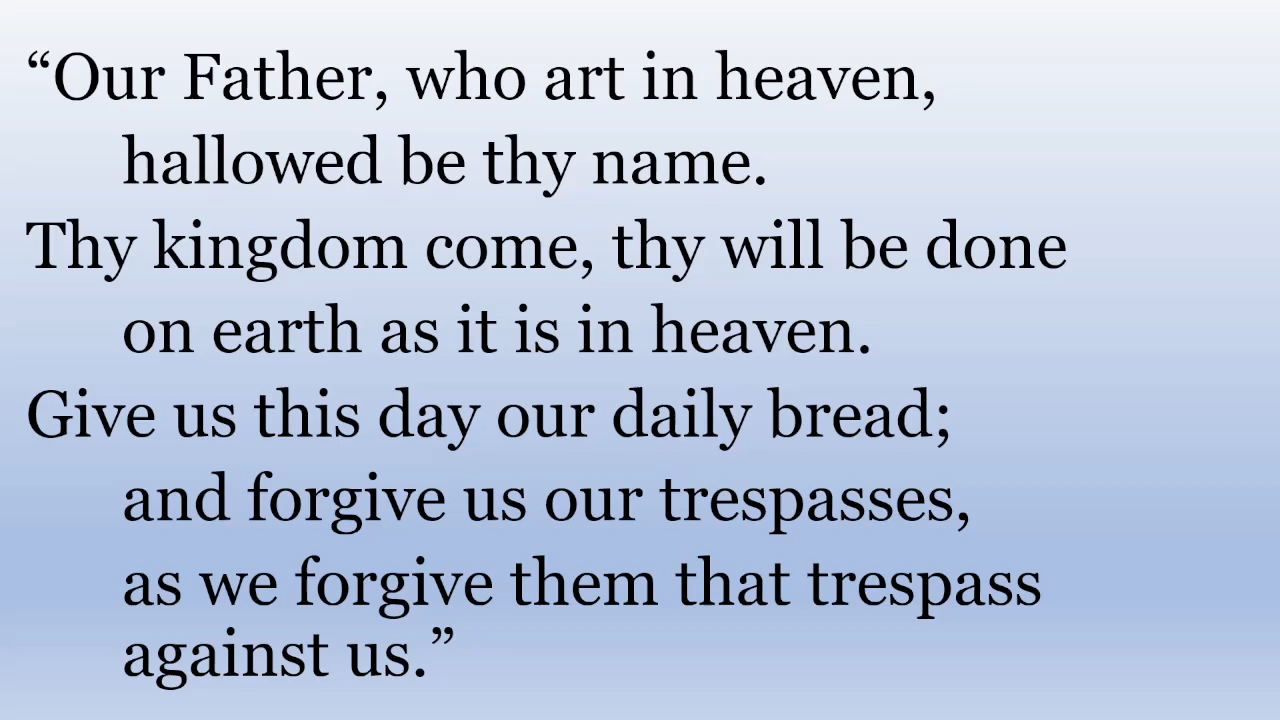 “Our Father, who art in heaven,
hallowed be thy name.
Thy kingdom come, thy will be done
on earth as it is in heaven.
Give us this day our daily bread;
and forgive us our trespasses,
as we forgive them that trespass
against us.”